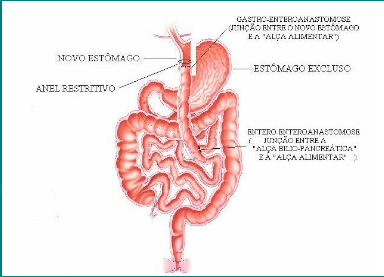 GASTRO-ENTEROANASTOMOSE
(JUNÇÃO ENTRE O NOVO ESTÔMAGO
E A "ALÇA ALIMENTAR")
NOVO ESTÔMAGO
ESTÔMAGO EXCLUSO
ANEL RESTRITIVO
ENTERO-ENTEROANASTOMOSE
( JUNÇÃO ENTRE A
"ALÇA BILIO-PANCREÁTICA"
E A "ALÇA ALIMENTAR" )